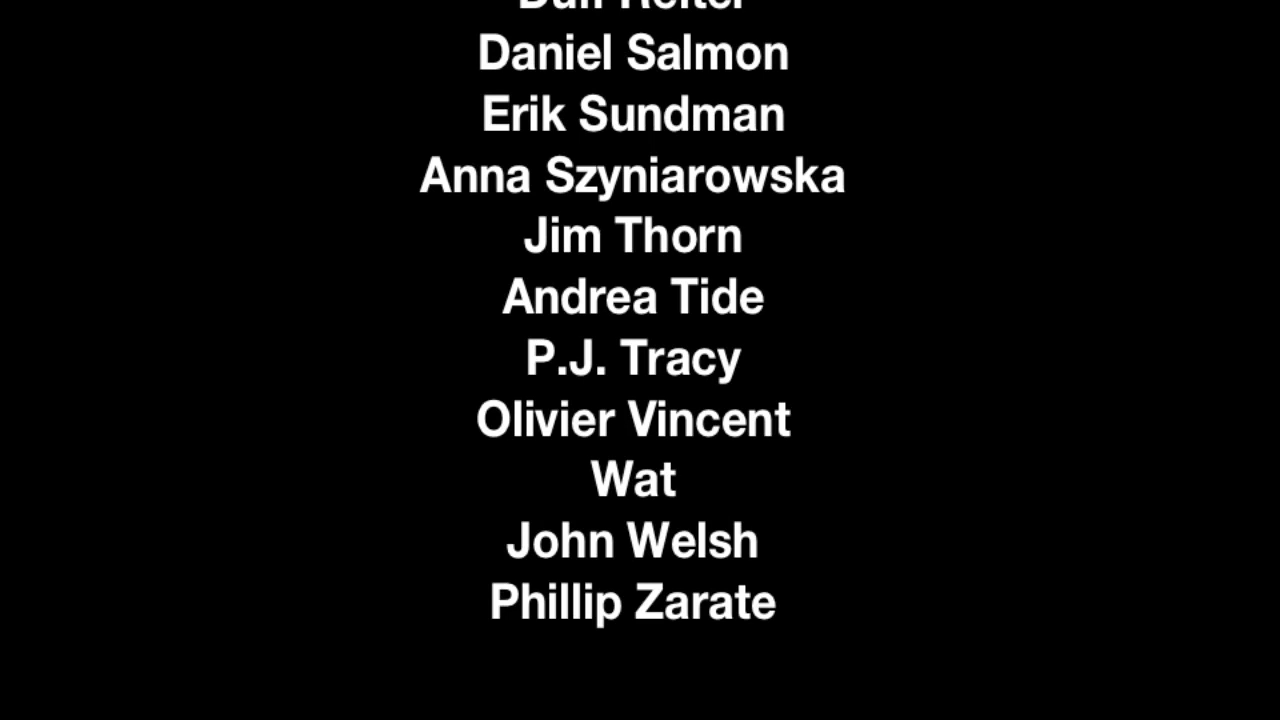 Daniel Salmon
Erik Sundman
Anna Szyniarowska
Jim Thorn
Andrea Tide
P.J. Tracy
Olivier Vincent
Wat
John Welsh
Phillip Zarate